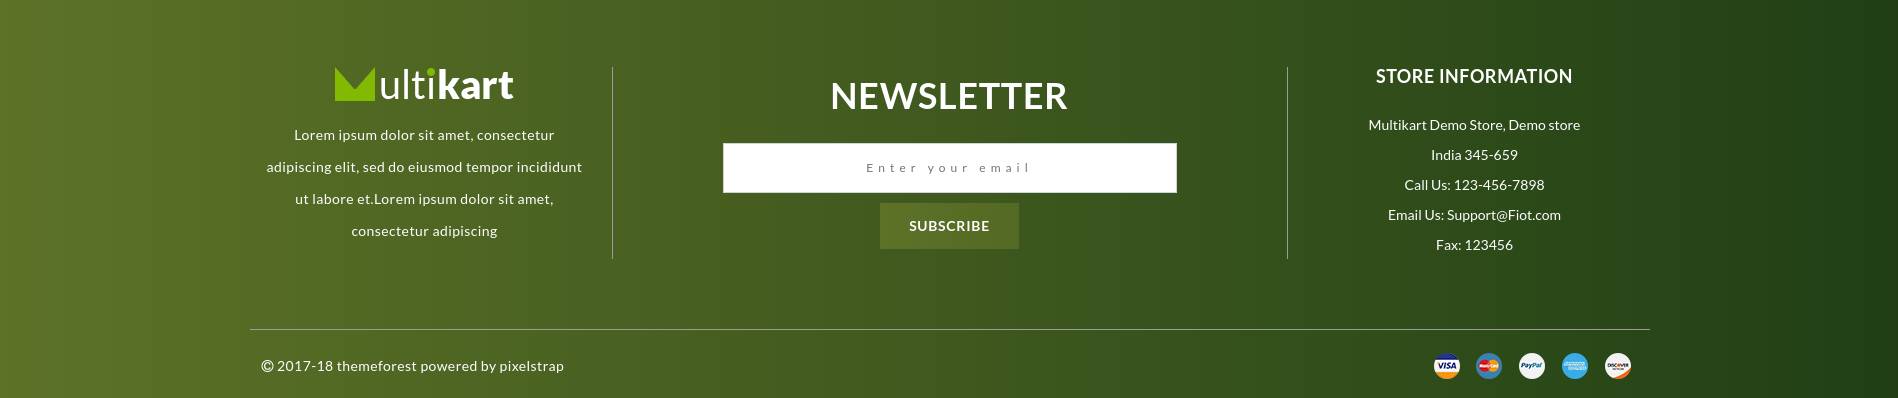 Multikart
Lorem ipsum dolor sit amet, consectetur
adipiscing elit, sed do eiusmod tempor incididunt
ut labore et.Lorem ipsum dolor sit amet,
consectetur adipiscing
NEWSLETTER
Enter your email
SUBSCRIBE
STORE INFORMATION
Multikart Demo Store, Demo store
India 345-659
Call Us: 123-456-7898
Email Us: Support@Fiot.com
Fax: 123456
© 2017-18 themeforest powered by pixelstrap
VISA
MasterCard
PayPal
DISCOVER